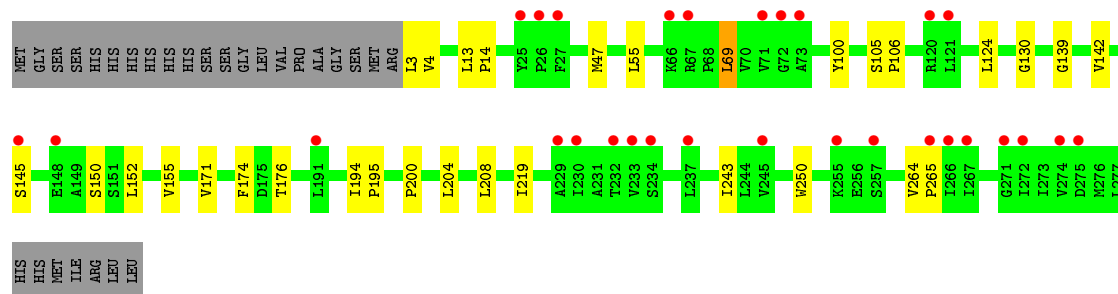 MET GLY SER SER HIS HIS HIS HIS HIS HIS SER SER GLY LEU VAL PRO ALA GLY SER MET ARG L3 V4 L13 P14 Y25 P26 F27 M47 L55 K66 R67 P68 L69 V70 V71 G72 A73 Y100 S105 P106 R120 L121 L124 G130 G139 V142
S145 E148 A149 S150 S151 L152 V155 V171 F174 D175 T176 L191 I194 P195 P200 L204 L208 I219 A229 I230 A231 T232 V233 S234 L237 I243 L244 V245 W250 K255 E256 S257 V264 P265 I266 I267 G271 I272 I273 V274 D275 M276 L277
HIS HIS MET ILE ARG LEU LEU